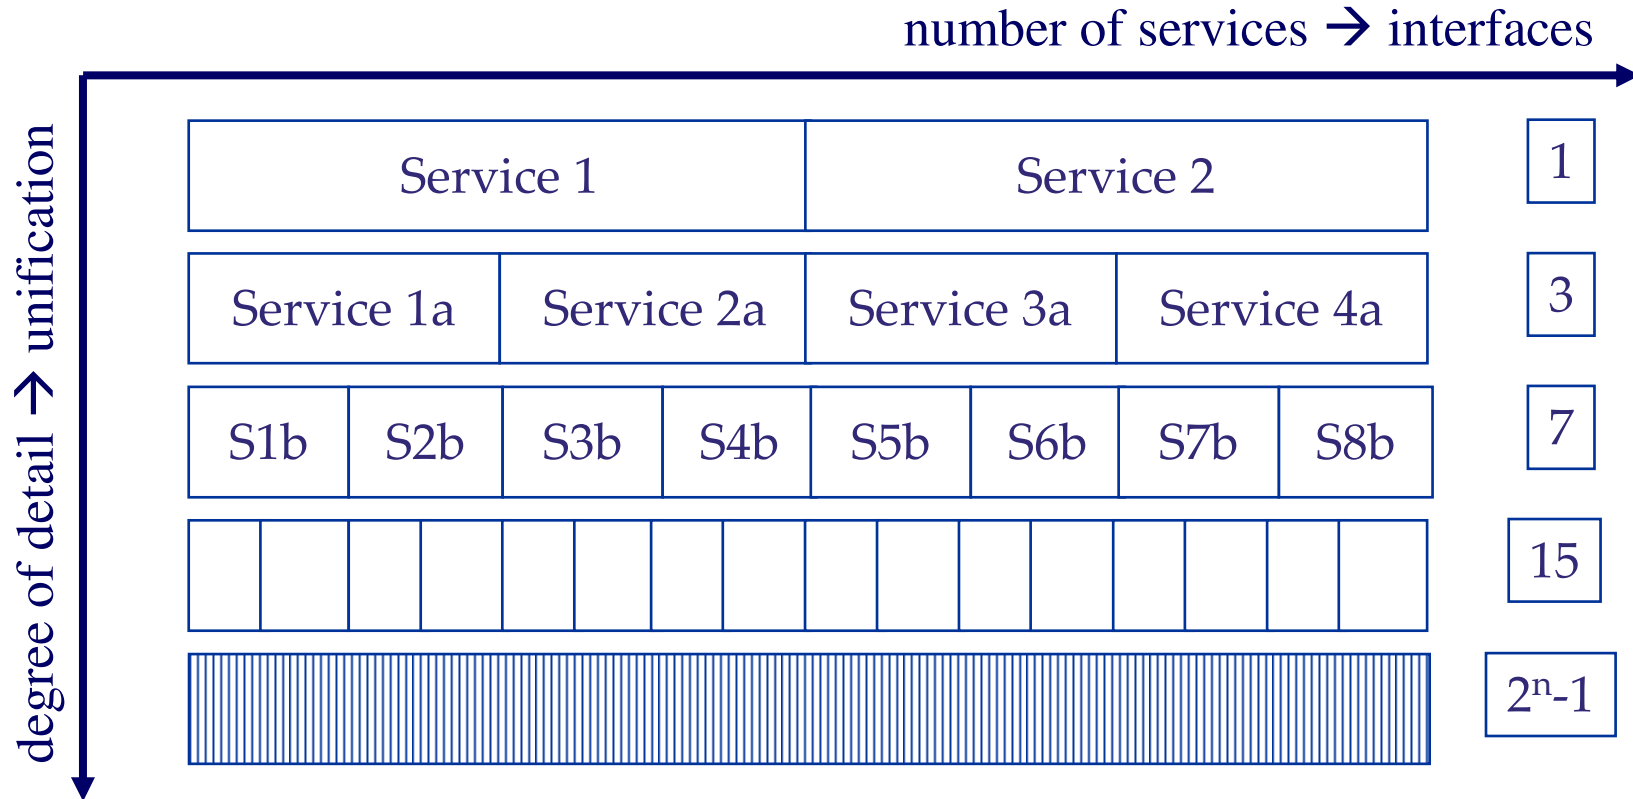 number of services → interfaces
degree of detail → unification
Service 1
Service 2
1
Service 1a
Service 2a
Service 3a
Service 4a
3
S1b
S2b
S3b
S4b
S5b
S6b
S7b
S8b
7
15
2ⁿ-1